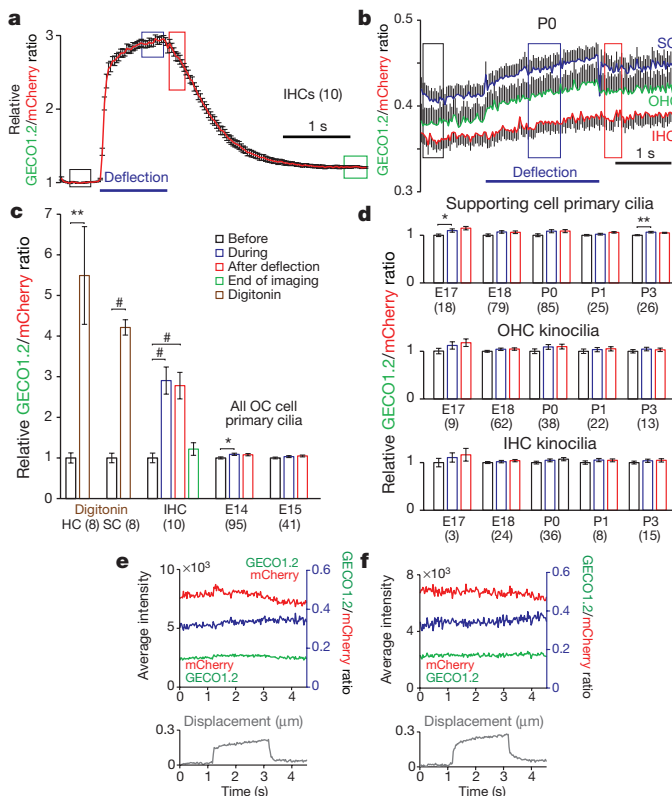 a
Relative
GECO1.2/mCherry ratio
3
2
1
IHCs (10)
1 s
Deflection
b
P0
GECO1.2/mCherry ratio
0.5
0.4
0.3
SC
OHC
IHC
1 s
Deflection
c
Relative GECO1.2/mCherry ratio
7
6
5
4
3
2
1
0
**
#
#
#
*
Before
During
After deflection
End of imaging
Digitonin
All OC cell
primary cilia
Digitonin
HC (8) SC (8)
IHC
(10)
E14
(95)
E15
(41)
d
Relative GECO1.2/mCherry ratio
Supporting cell primary cilia
1
0
*
**
E17
(18)
E18
(79)
P0
(85)
P1
(25)
P3
(26)
OHC kinocilia
1
0
E17
(9)
E18
(62)
P0
(38)
P1
(22)
P3
(13)
IHC kinocilia
1
0
E17
(3)
E18
(24)
P0
(36)
P1
(8)
P3
(15)
e
×10³
Average intensity
10
5
0
GECO1.2
mCherry
mCherry
GECO1.2
0.6
0.4
0.2
0
GECO1.2/mCherry ratio
Displacement (μm)
0.4
0
0 1 2 3 4
Time (s)
f
×10³
Average intensity
8
4
0
mCherry
GECO1.2
0.6
0.4
0.2
0
GECO1.2/mCherry ratio
Displacement (μm)
0.3
0
0 1 2 3 4
Time (s)